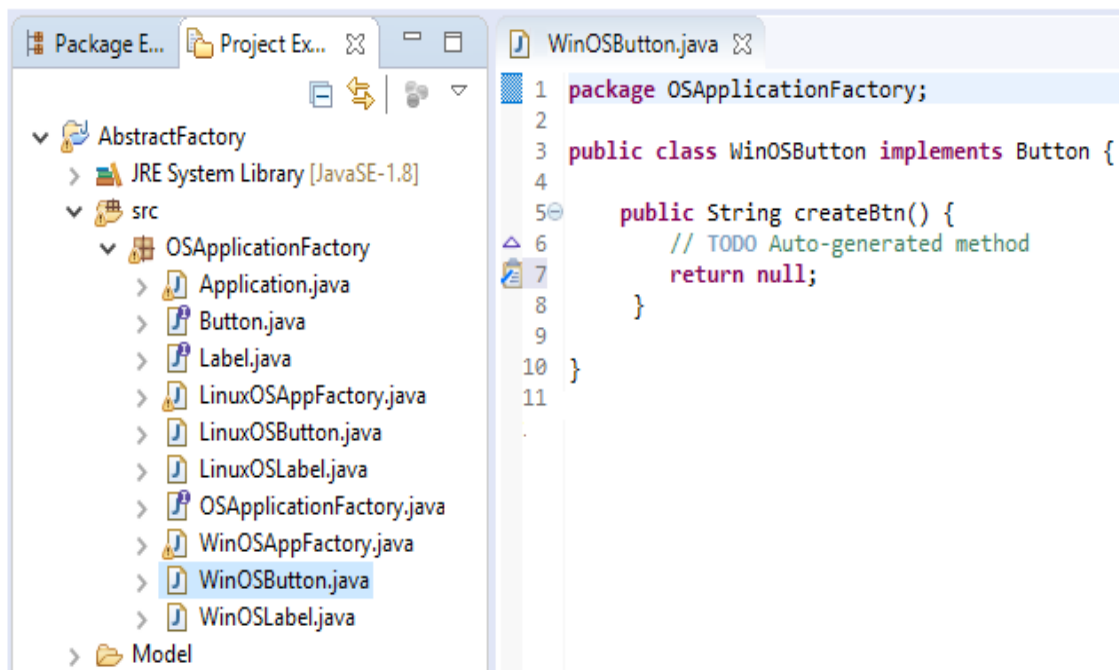 Package E... Project Ex...
AbstractFactory
JRE System Library [JavaSE-1.8]
src
OSApplicationFactory
Application.java
Button.java
Label.java
LinuxOSAppFactory.java
LinuxOSButton.java
LinuxOSLabel.java
OSApplicationFactory.java
WinOSAppFactory.java
WinOSButton.java
WinOSLabel.java
Model
WinOSButton.java
1 package OSApplicationFactory;
2
3 public class WinOSButton implements Button {
4
5 public String createBtn() {
6 // TODO Auto-generated method
7 return null;
8 }
9
10 }
11